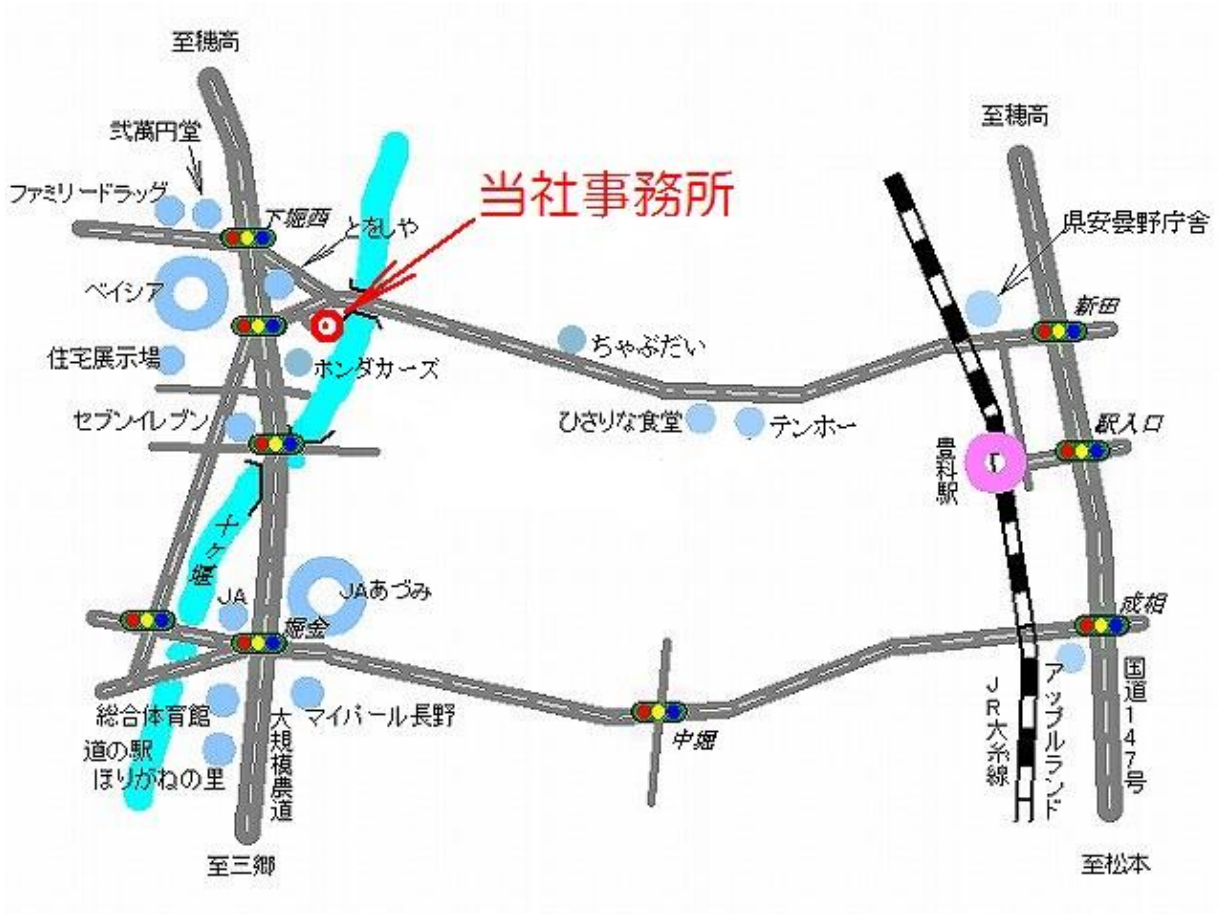 至穂高
弐萬円堂
ファミリードラッグ
下堀西
とをしや
当社事務所
至穂高
県安曇野庁舎
ベイシア
新田
住宅展示場
ホンダカーズ
ちゃぶだい
セブンイレブン
ひさりな食堂
テンホー
駅入口
豊科駅
十ヶ堰
JA
JAあづみ
堀金
成相
総合体育館
マイパール長野
中堀
道の駅
ほりがねの里
大規模農道
JR大糸線
アップルランド
国道147号
至三郷
至松本